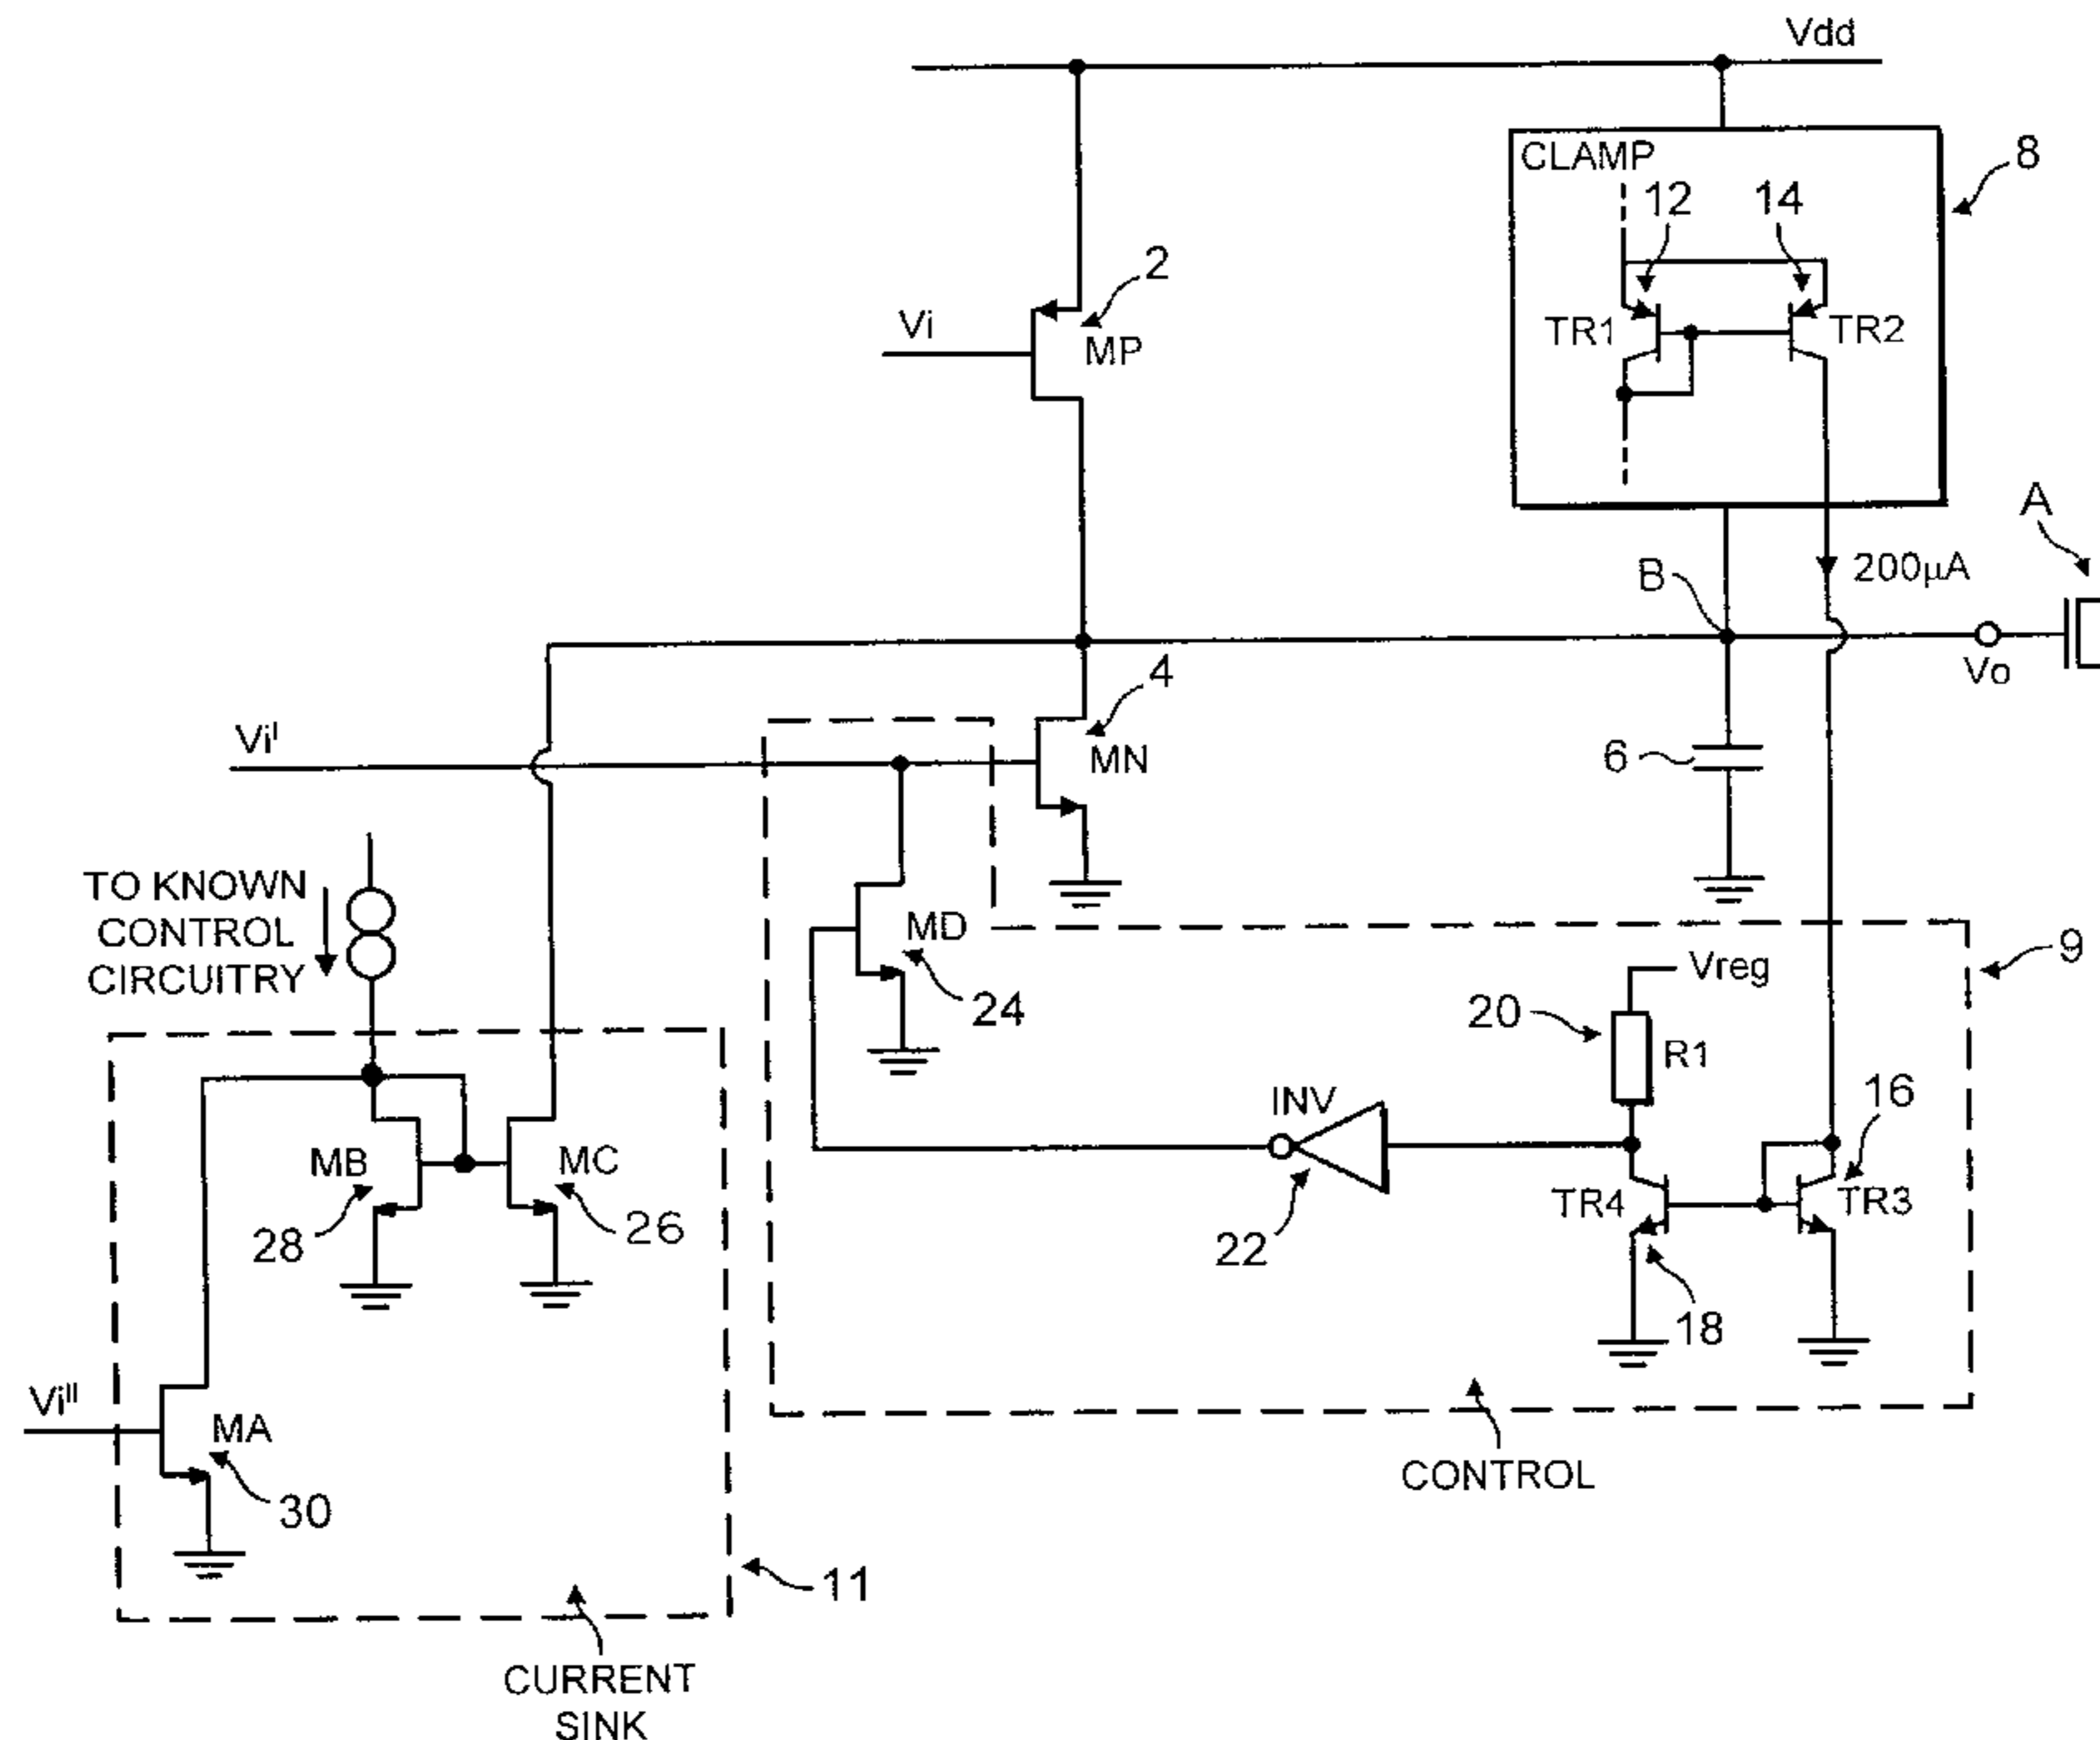 Vdd
CLAMP
8
12
14
2
Vi
MP
TR1
TR2
A
B
200µA
Vo
4
Viᴵ
MN
6
TO KNOWN
CONTROL
CIRCUITRY
MD
24
9
Vreg
20
R1
INV
16
MB
MC
28
26
22
TR4
TR3
18
Viᴵᴵ
MA
30
CONTROL
11
CURRENT
SINK